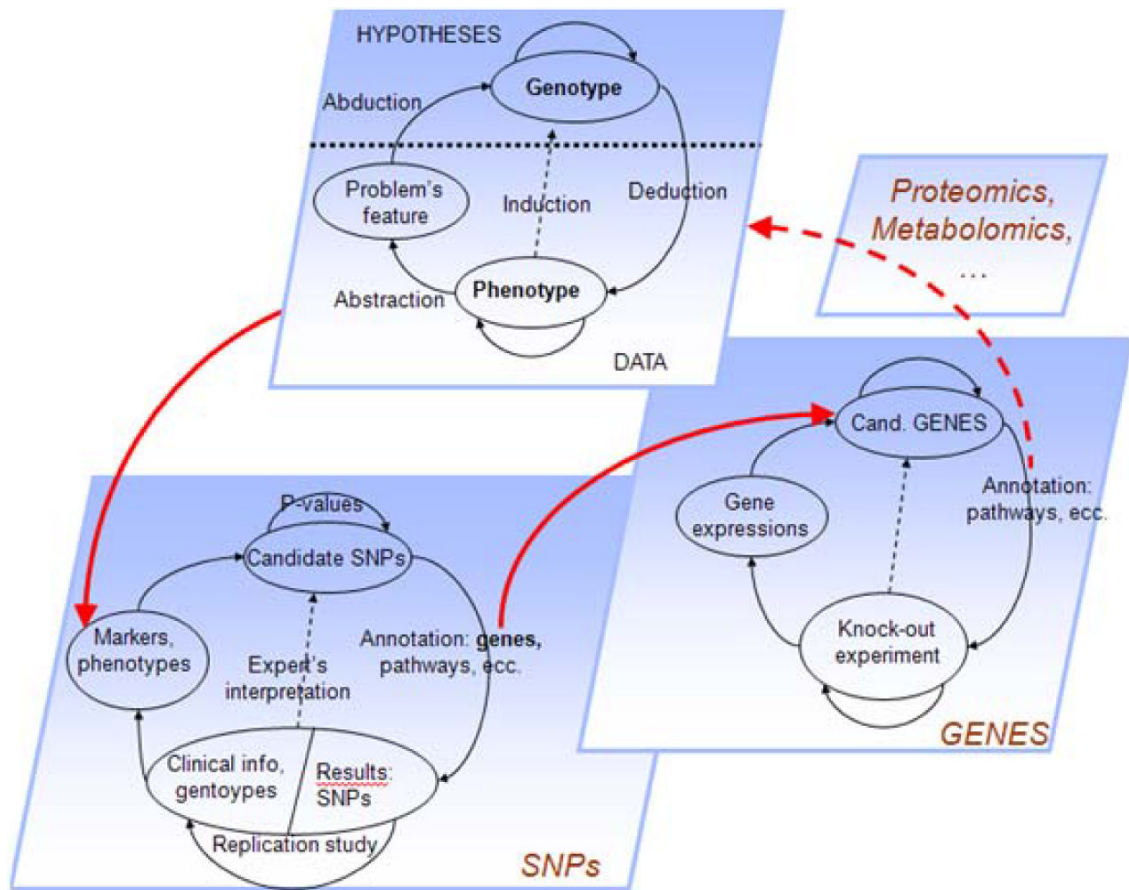 HYPOTHESES
Genotype
Abduction
Problem's
feature
Induction
Deduction
Abstraction
Phenotype
DATA
Proteomics,
Metabolomics,
...
Cand. GENES
Gene
expressions
Annotation:
pathways, ecc.
Knock-out
experiment
GENES
P-values
Candidate SNPs
Markers,
phenotypes
Expert's
interpretation
Annotation: genes,
pathways, ecc.
Clinical info,
gentoypes
Results:
SNPs
Replication study
SNPs